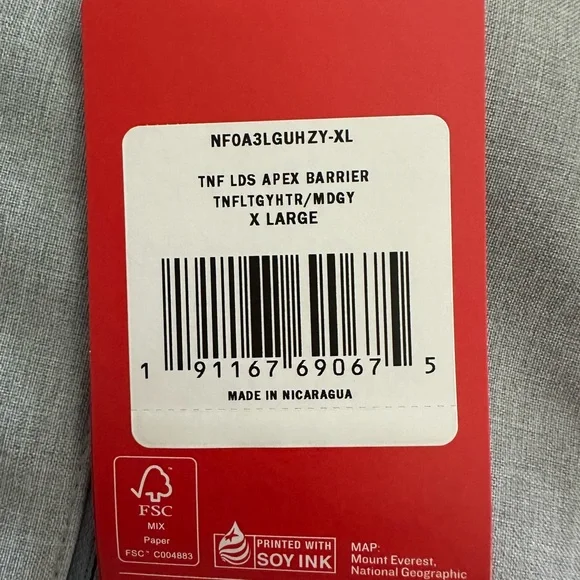 NF0A3LGUHZY-XL
TNF LDS APEX BARRIER
TNFLTGYHTR/MDGY
X LARGE
1 91167 69067 5
MADE IN NICARAGUA
FSC
MIX
Paper
FSC™ C004883
PRINTED WITH
SOY INK
MAP:
Mount Everest,
National Geographic